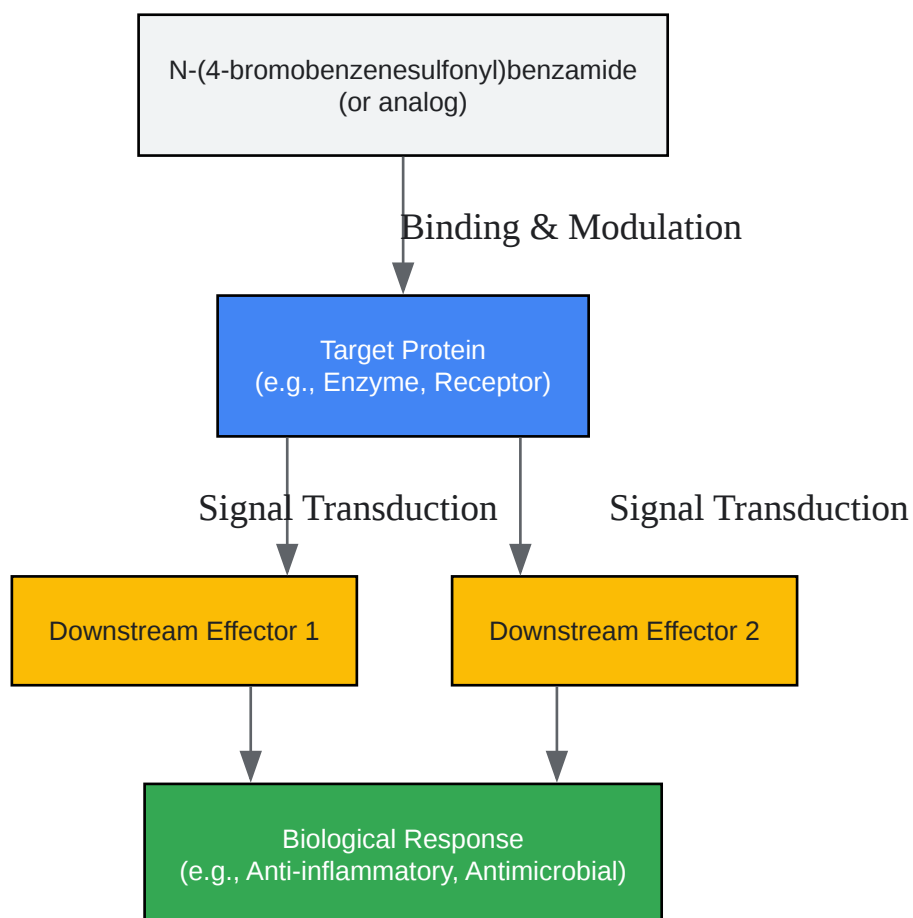 N-(4-bromobenzenesulfonyl)benzamide
(or analog)
Binding & Modulation
Target Protein
(e.g., Enzyme, Receptor)
Signal Transduction
Signal Transduction
Downstream Effector 1
Downstream Effector 2
Biological Response
(e.g., Anti-inflammatory, Antimicrobial)